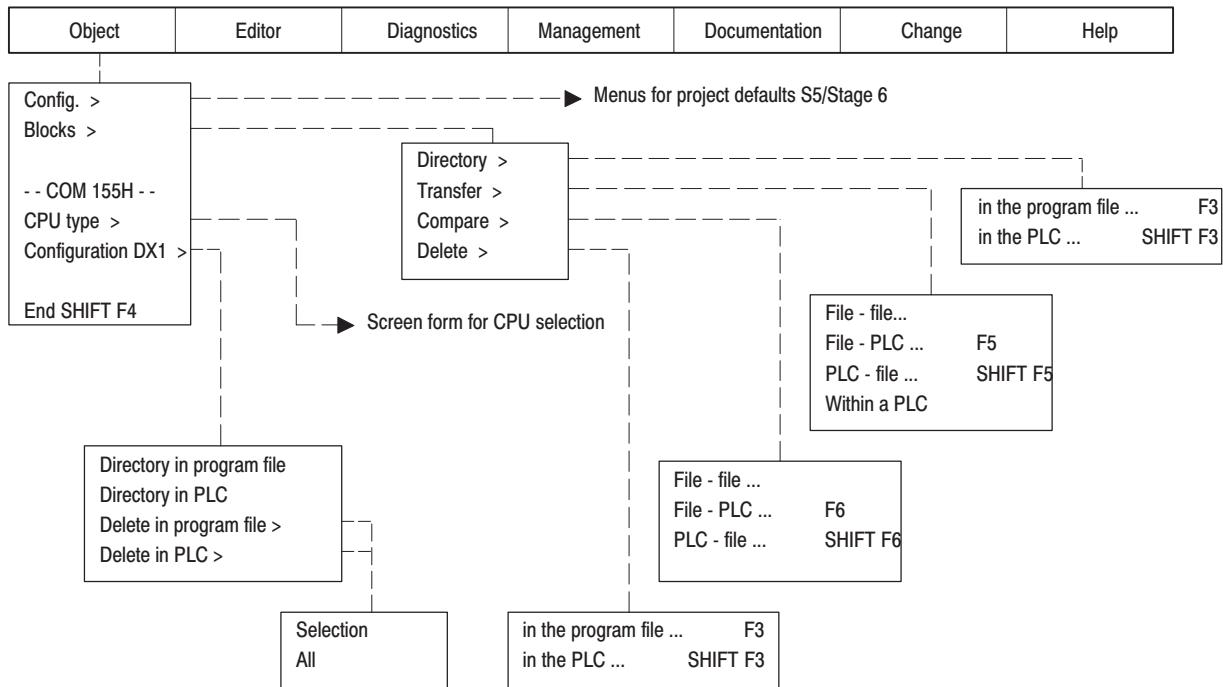 Object Editor Diagnostics Management Documentation Change Help
Config. >
Blocks >
- - COM 155H - -
CPU type >
Configuration DX1 >
End SHIFT F4
Menus for project defaults S5/Stage 6
Directory >
Transfer >
Compare >
Delete >
in the program file ... F3
in the PLC ... SHIFT F3
Screen form for CPU selection
File - file...
File - PLC ... F5
PLC - file ... SHIFT F5
Within a PLC
Directory in program file
Directory in PLC
Delete in program file >
Delete in PLC >
File - file ...
File - PLC ... F6
PLC - file ... SHIFT F6
Selection
All
in the program file ... F3
in the PLC ... SHIFT F3